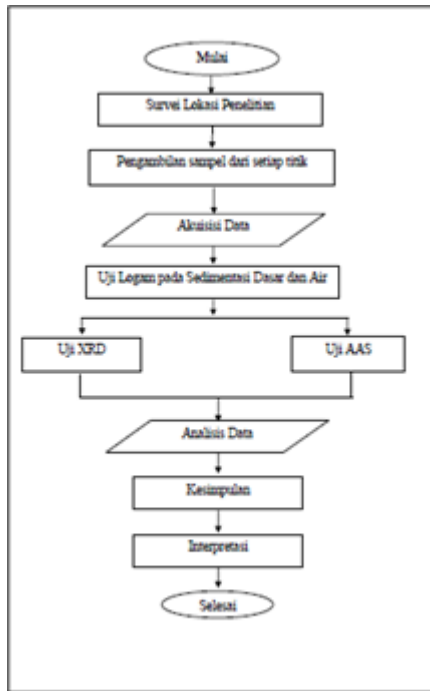 Mulai
Survei Lokasi Penelitian
Pengambilan sampel dari setiap titik
Akuisisi Data
Uji Logam pada Sedimentasi Dasar dan Air
Uji XRD
Uji AAS
Analisis Data
Kesimpulan
Interpretasi
Selesai